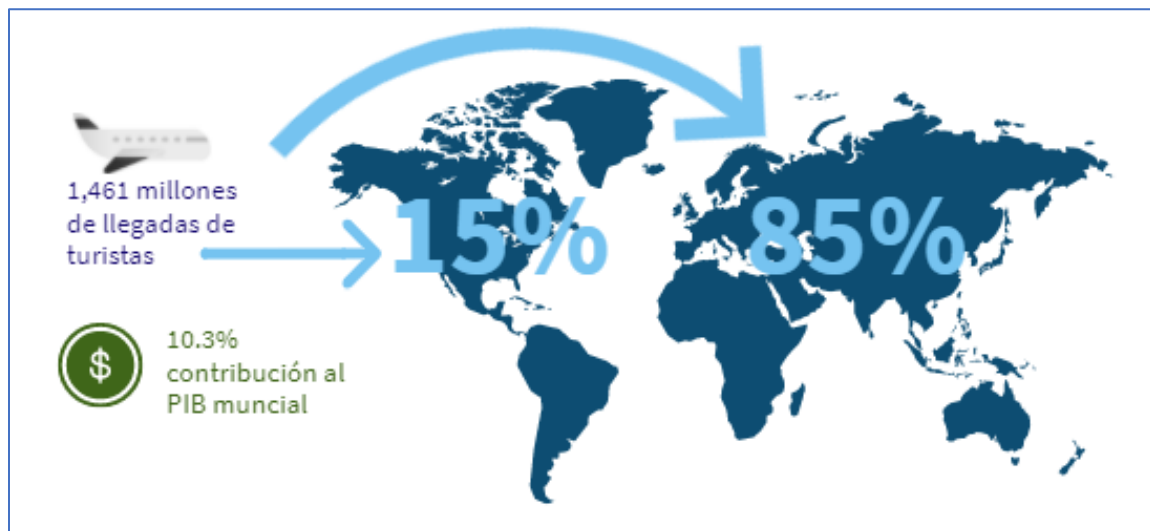 1,461 millones
de llegadas de
turistas
15%
85%
$
10.3%
contribución al
PIB muncial